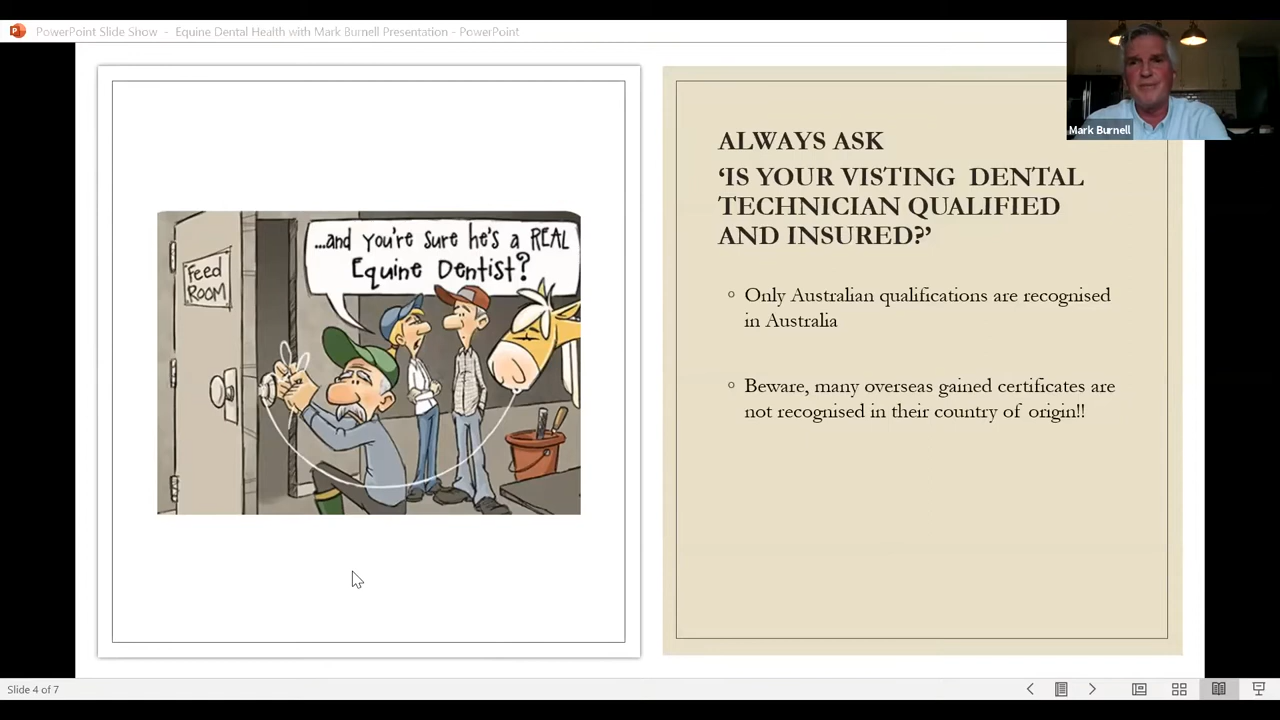 PowerPoint Slide Show - Equine Dental Health with Mark Burnell Presentation - PowerPoint
Mark Burnell
...and you're sure he's a REAL
Equine Dentist?
Feed
ROOM
ALWAYS ASK
‘IS YOUR VISTING DENTAL
TECHNICIAN QUALIFIED
AND INSURED?’
◦ Only Australian qualifications are recognised
in Australia
◦ Beware, many overseas gained certificates are
not recognised in their country of origin!!
Slide 4 of 7